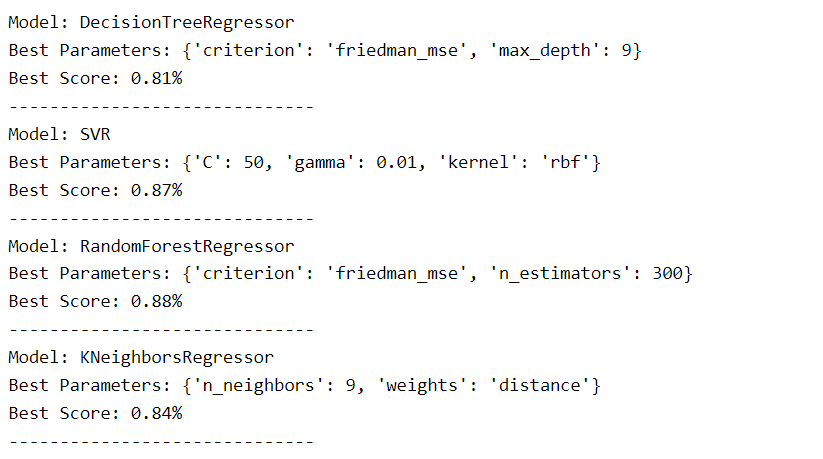 Model: DecisionTreeRegressor
Best Parameters: {'criterion': 'friedman_mse', 'max_depth': 9}
Best Score: 0.81%
------------------------------
Model: SVR
Best Parameters: {'C': 50, 'gamma': 0.01, 'kernel': 'rbf'}
Best Score: 0.87%
------------------------------
Model: RandomForestRegressor
Best Parameters: {'criterion': 'friedman_mse', 'n_estimators': 300}
Best Score: 0.88%
------------------------------
Model: KNeighborsRegressor
Best Parameters: {'n_neighbors': 9, 'weights': 'distance'}
Best Score: 0.84%
------------------------------